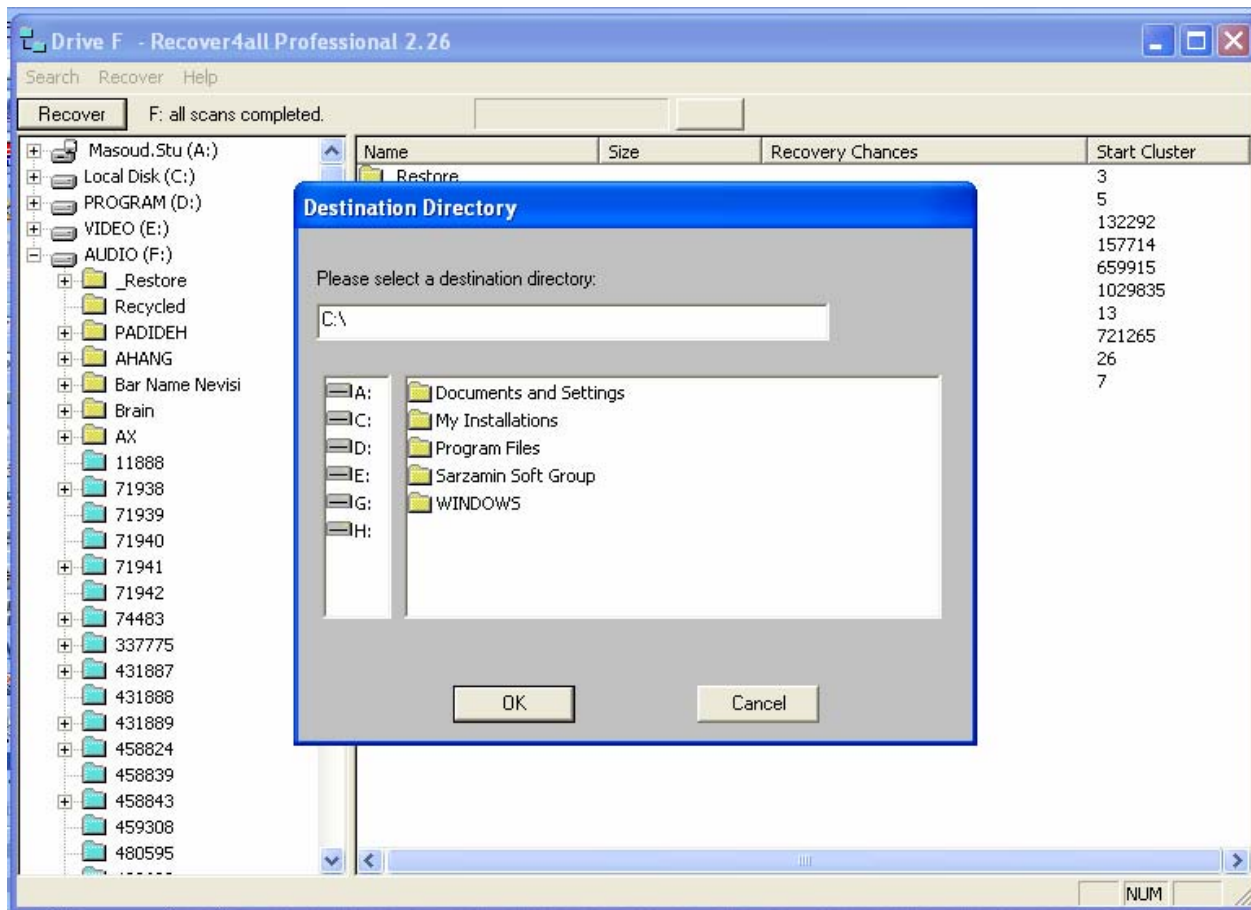 Drive F - Recover4all Professional 2.26
Search Recover Help
Recover F: all scans completed.
Masoud.Stu (A:)
Local Disk (C:)
PROGRAM (D:)
VIDEO (E:)
AUDIO (F:)
_Restore
Recycled
PADIDEH
AHANG
Bar Name Nevisi
Brain
AX
11888
71938
71939
71940
71941
71942
74483
337775
431887
431888
431889
458824
458839
458843
459308
480595
Name Size Recovery Chances Start Cluster
Restore 3
5
132292
157714
659915
1029835
13
721265
26
7
Destination Directory
Please select a destination directory:
C:\
A:
C:
D:
E:
G:
H:
Documents and Settings
My Installations
Program Files
Sarzamin Soft Group
WINDOWS
OK Cancel
NUM